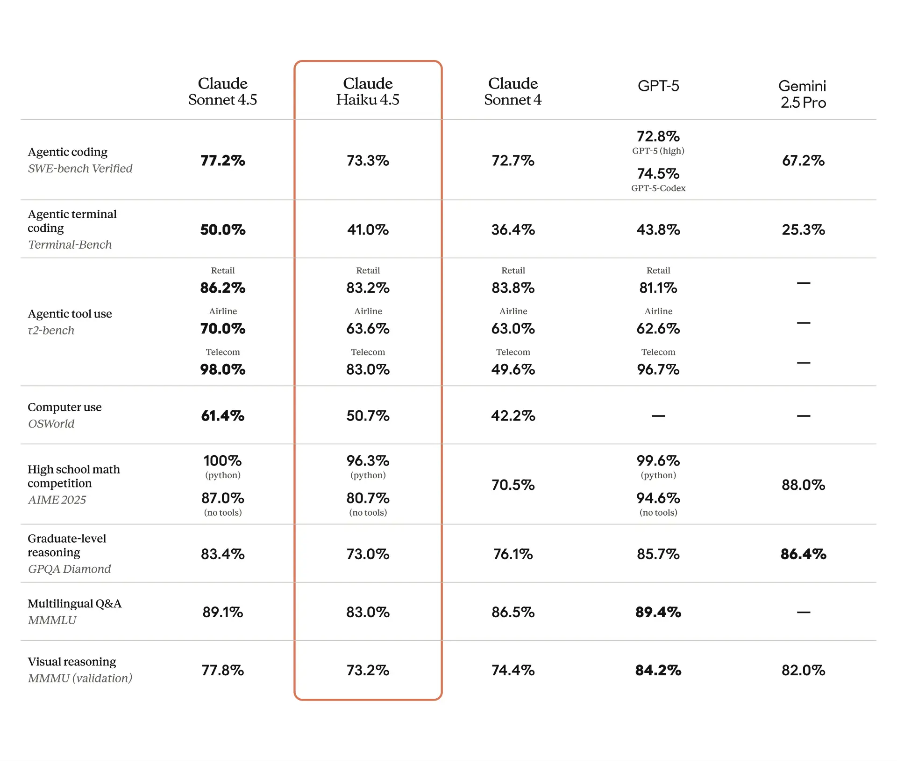 Claude
Sonnet 4.5
Claude
Haiku 4.5
Claude
Sonnet 4
GPT-5
Gemini
2.5 Pro
Agentic coding
SWE-bench Verified
77.2%
73.3%
72.7%
72.8%
GPT-5 (high)
74.5%
GPT-5-Codex
67.2%
Agentic terminal
coding
Terminal-Bench
50.0%
41.0%
36.4%
43.8%
25.3%
Agentic tool use
τ2-bench
Retail
86.2%
Airline
70.0%
Telecom
98.0%
Retail
83.2%
Airline
63.6%
Telecom
83.0%
Retail
83.8%
Airline
63.0%
Telecom
49.6%
Retail
81.1%
Airline
62.6%
Telecom
96.7%
—
—
—
Computer use
OSWorld
61.4%
50.7%
42.2%
—
—
High school math
competition
AIME 2025
100%
(python)
87.0%
(no tools)
96.3%
(python)
80.7%
(no tools)
70.5%
99.6%
(python)
94.6%
(no tools)
88.0%
Graduate-level
reasoning
GPQA Diamond
83.4%
73.0%
76.1%
85.7%
86.4%
Multilingual Q&A
MMMLU
89.1%
83.0%
86.5%
89.4%
—
Visual reasoning
MMMU (validation)
77.8%
73.2%
74.4%
84.2%
82.0%